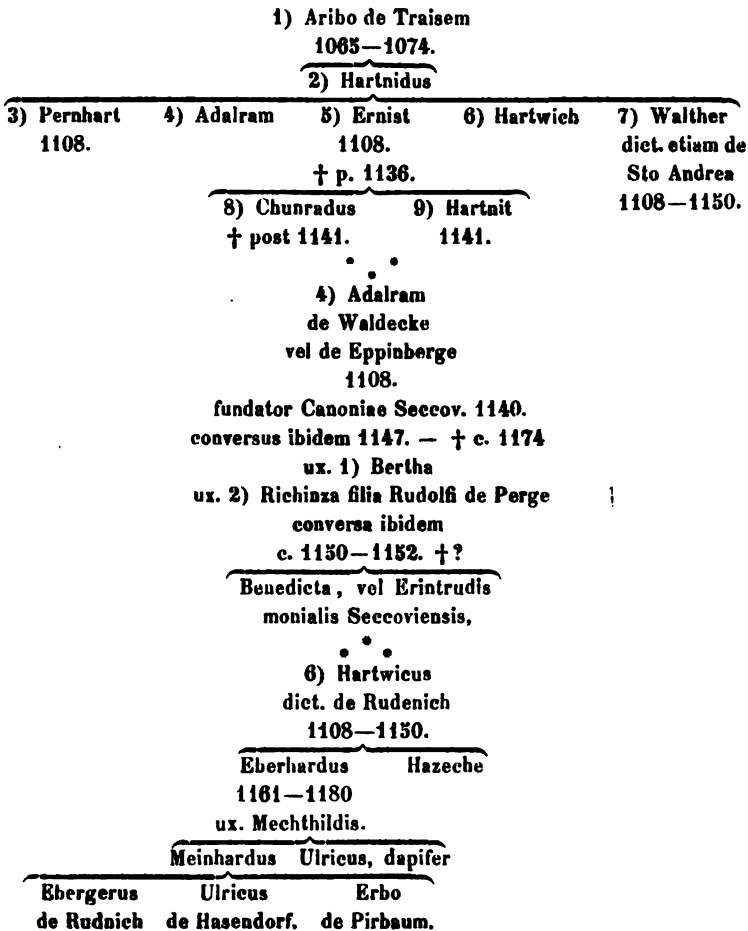 1) Aribo de Traisem
1065—1074.
2) Hartnidus
3) Pernhart 4) Adalram 5) Ernist 6) Hartwich 7) Walther
1108. 1108. dict. etiam de
† p. 1136. Sto Andrea
8) Chunradus 9) Hartnit 1108—1150.
† post 1141. 1141.
4) Adalram
de Waldecke
vel de Eppinberge
1108.
fundator Canoniae Seccov. 1140.
conversus ibidem 1147. — † c. 1174
ux. 1) Bertha
ux. 2) Richinza filia Rudolfi de Perge
conversa ibidem
c. 1150—1152. †?
Benedicta, vel Erintrudis
monialis Seccoviensis,
6) Hartwicus
dict. de Rudenich
1108—1150.
Eberhardus Hazeche
1161—1180
ux. Mechthildis.
Meinhardus Ulricus, dapifer
Ebergerus Ulricus Erbo
de Rudnich de Hasendorf. de Pirbaum.